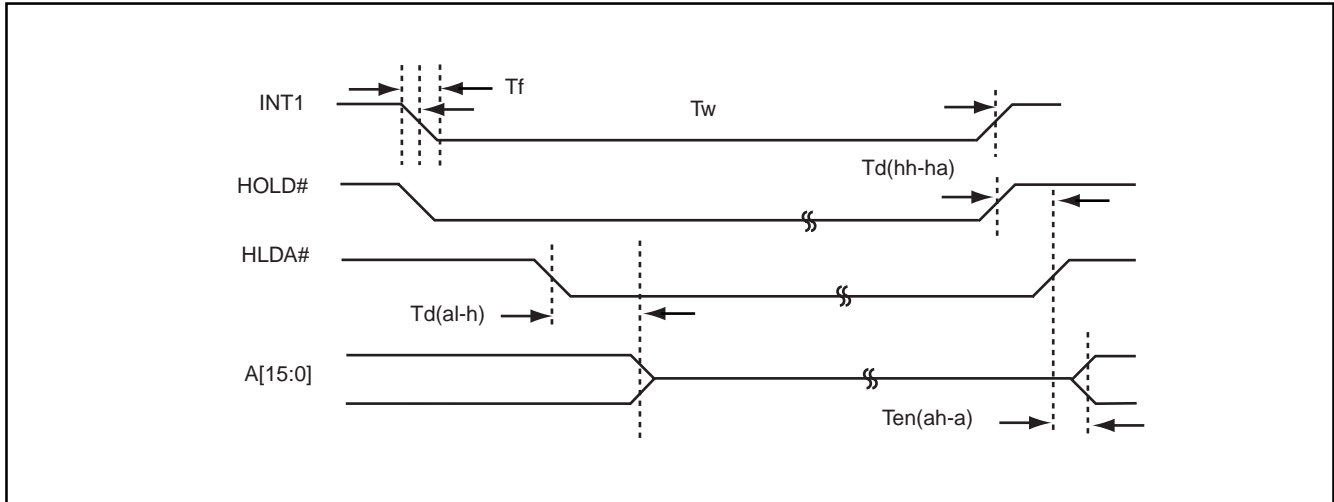 Tf
INT1
Tw
Td(hh-ha)
HOLD#
HLDA#
Td(al-h)
A[15:0]
Ten(ah-a)